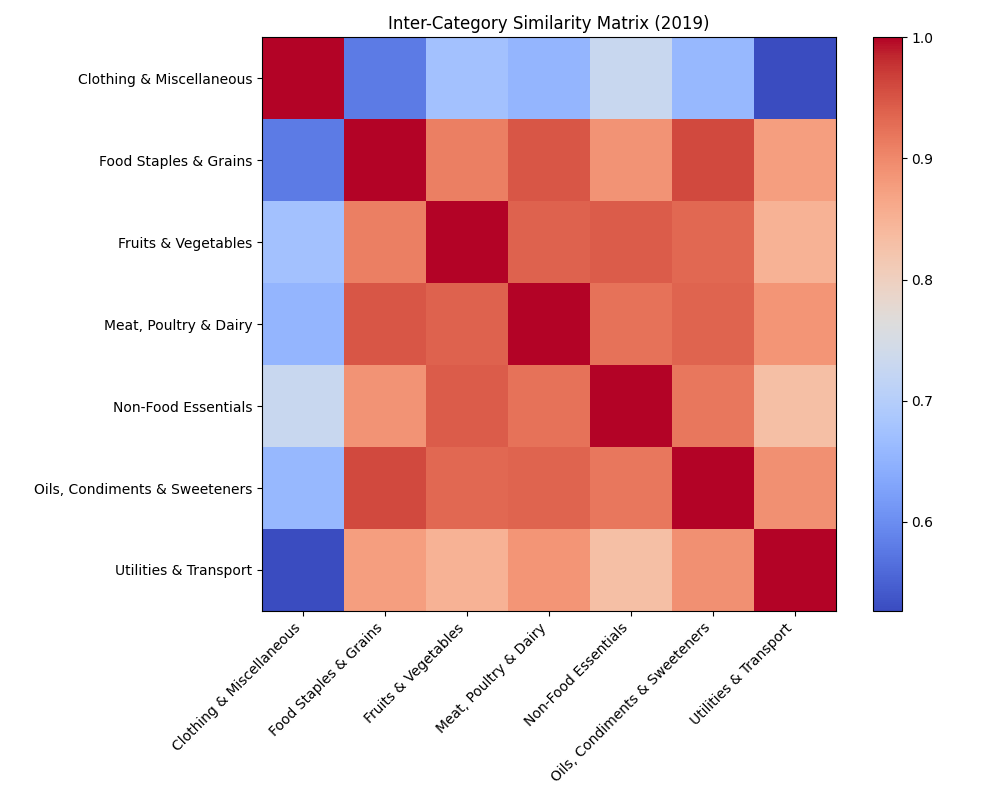 Inter-Category Similarity Matrix (2019)
Clothing & Miscellaneous
Food Staples & Grains
Fruits & Vegetables
Meat, Poultry & Dairy
Non-Food Essentials
Oils, Condiments & Sweeteners
Utilities & Transport
Clothing & Miscellaneous
Food Staples & Grains
Fruits & Vegetables
Meat, Poultry & Dairy
Non-Food Essentials
Oils, Condiments & Sweeteners
Utilities & Transport
1.0
0.9
0.8
0.7
0.6